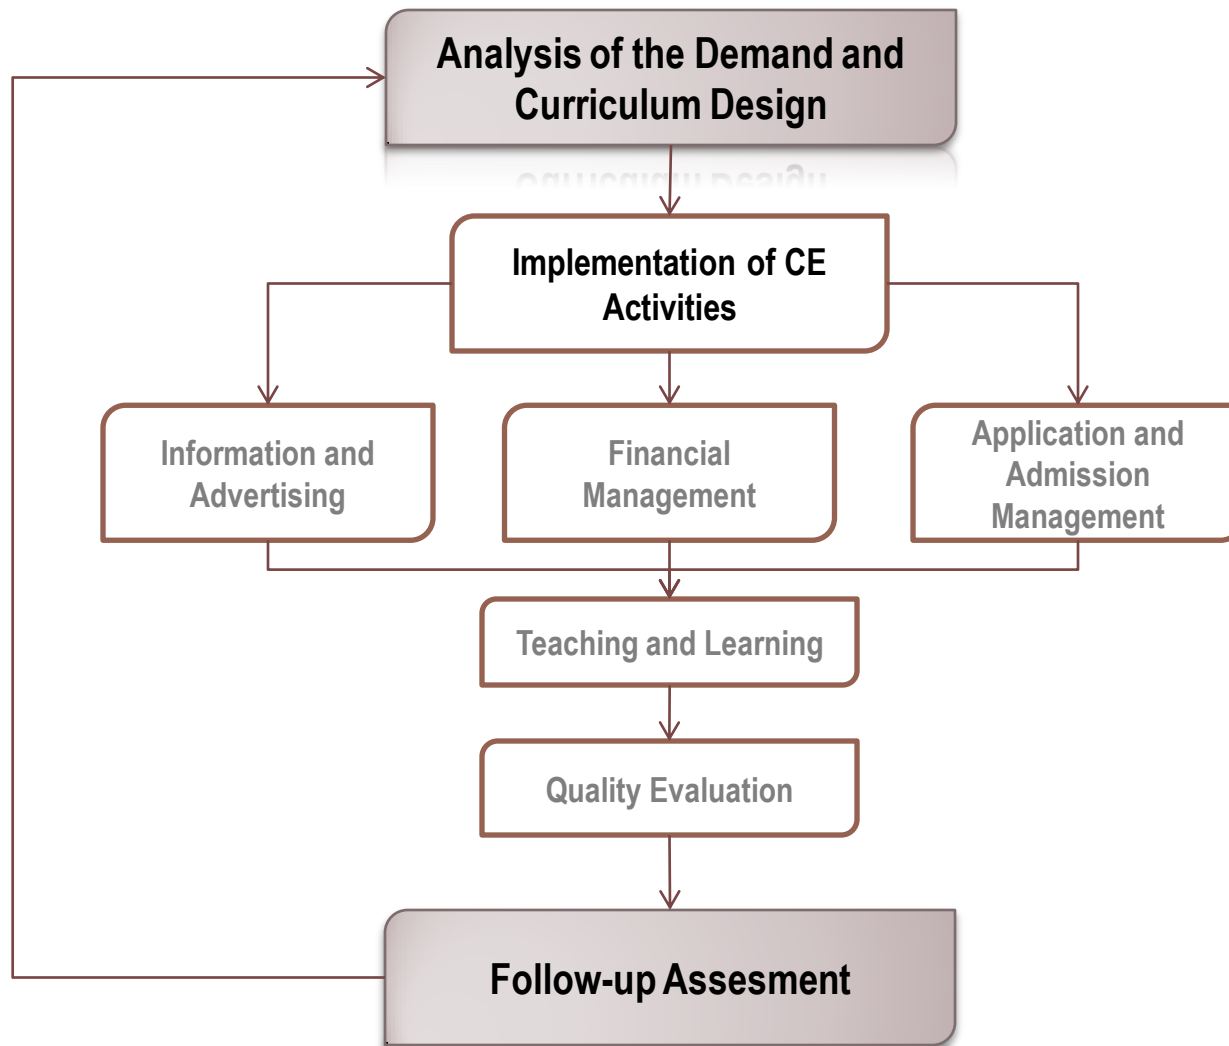 Analysis of the Demand and
Curriculum Design
Implementation of CE
Activities
Information and
Advertising
Financial
Management
Application and
Admission
Management
Teaching and Learning
Quality Evaluation
Follow-up Assesment